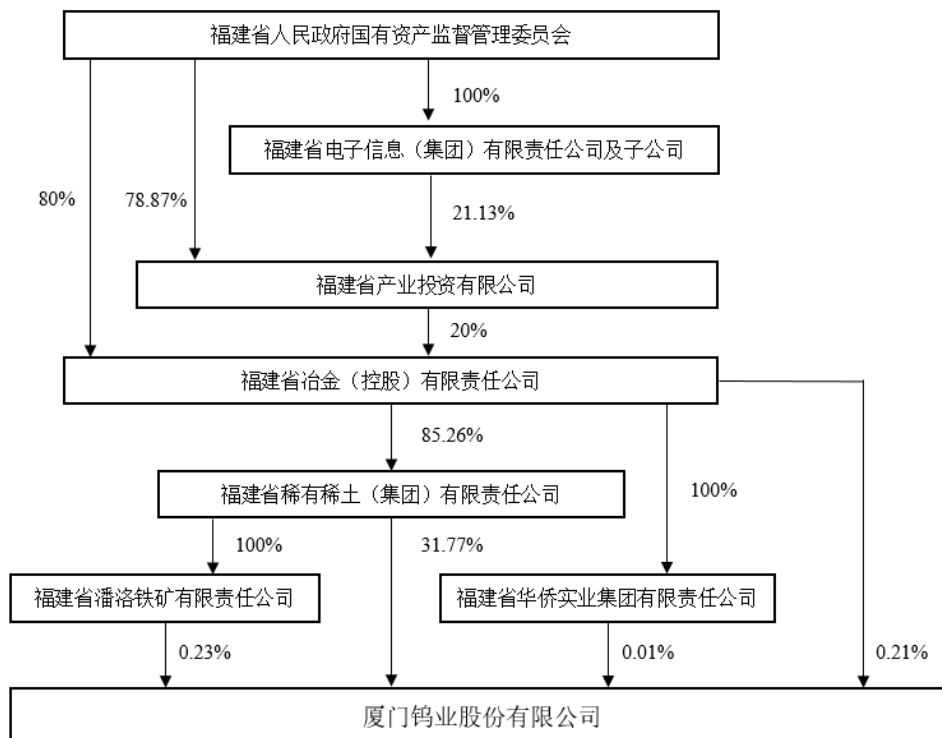 福建省人民政府国有资产监督管理委员会
100%
福建省电子信息（集团）有限责任公司及子公司
80%
78.87%
21.13%
福建省产业投资有限公司
20%
福建省冶金（控股）有限责任公司
85.26%
福建省稀有稀土（集团）有限责任公司
100%
100%
31.77%
福建省潘洛铁矿有限责任公司
福建省华侨实业集团有限责任公司
0.23%
0.01%
0.21%
厦门钨业股份有限公司